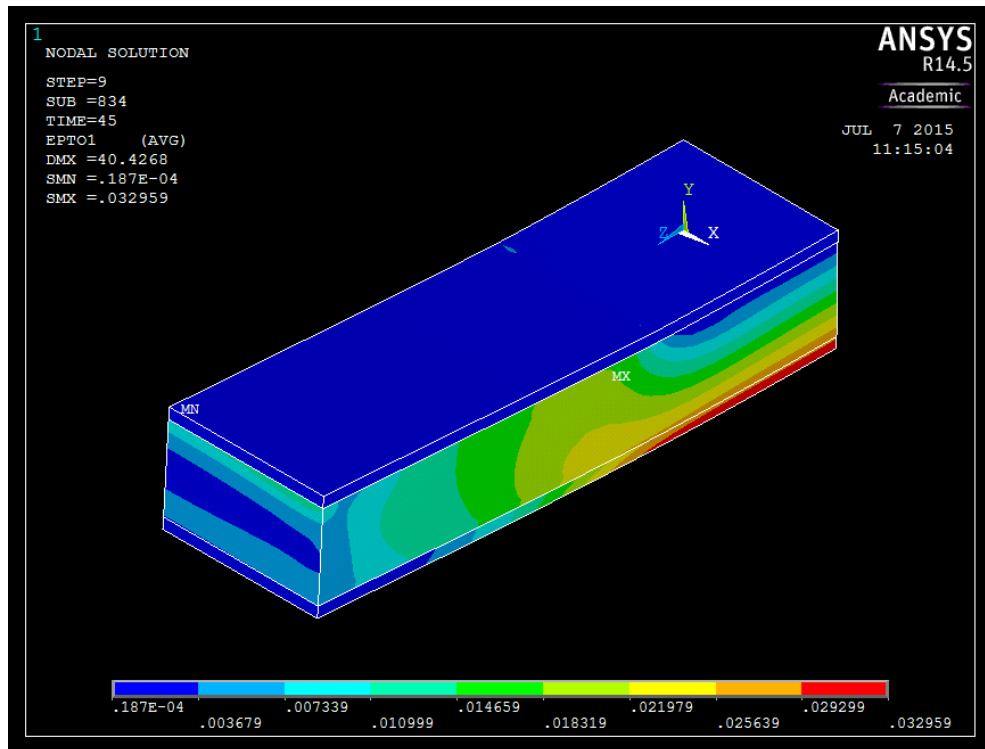 1
NODAL SOLUTION
STEP=9
SUB =834
TIME=45
EPTO1    (AVG)
DMX =40.4268
SMN =.187E-04
SMX =.032959
ANSYS
R14.5
Academic
JUL  7 2015
11:15:04
Y
Z X
MX
MN
.187E-04 .007339 .014659 .021979 .029299
.003679 .010999 .018319 .025639 .032959